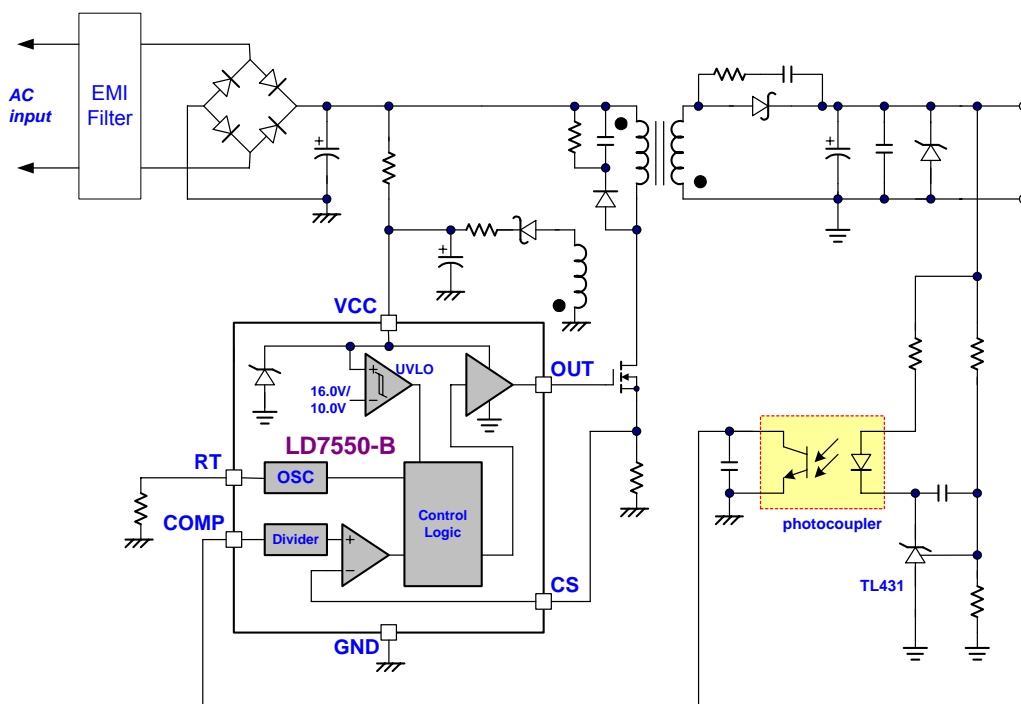 AC
input
EMI
Filter
VCC
UVLO
16.0V/
10.0V
OUT
LD7550-B
RT
OSC
COMP
Divider
Control
Logic
CS
GND
photocoupler
TL431